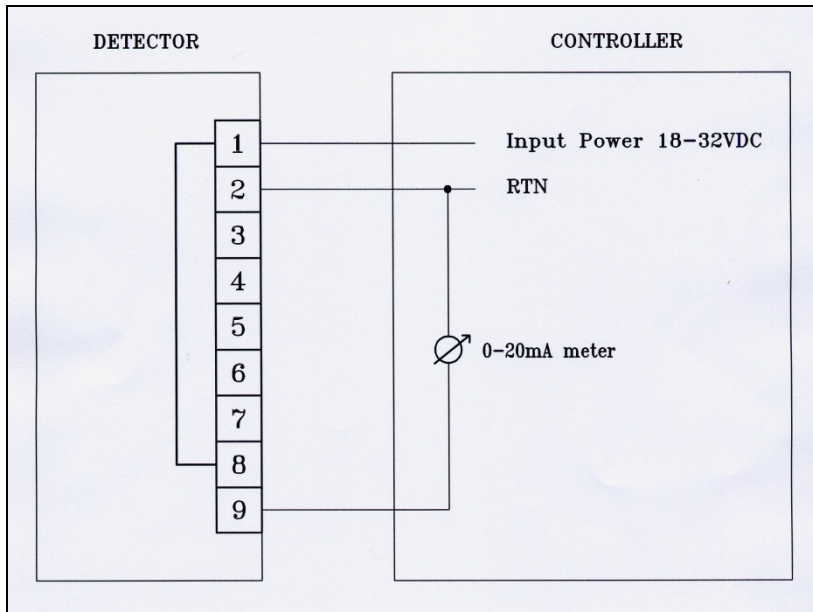 DETECTOR
CONTROLLER
1
Input Power 18-32VDC
2
RTN
3
4
5
6
0-20mA meter
7
8
9